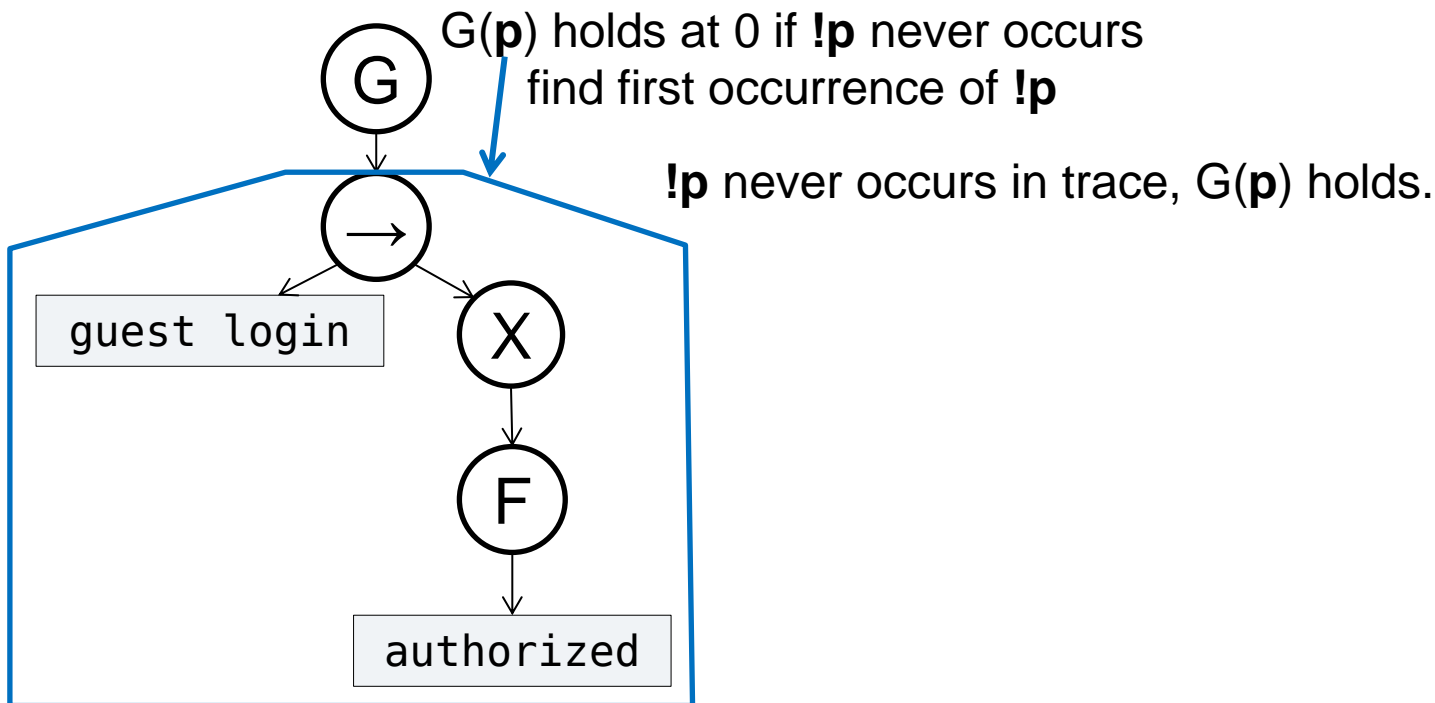 G(p) holds at 0 if !p never occurs
find first occurrence of !p
G
!p never occurs in trace, G(p) holds.
→
guest login
X
F
authorized